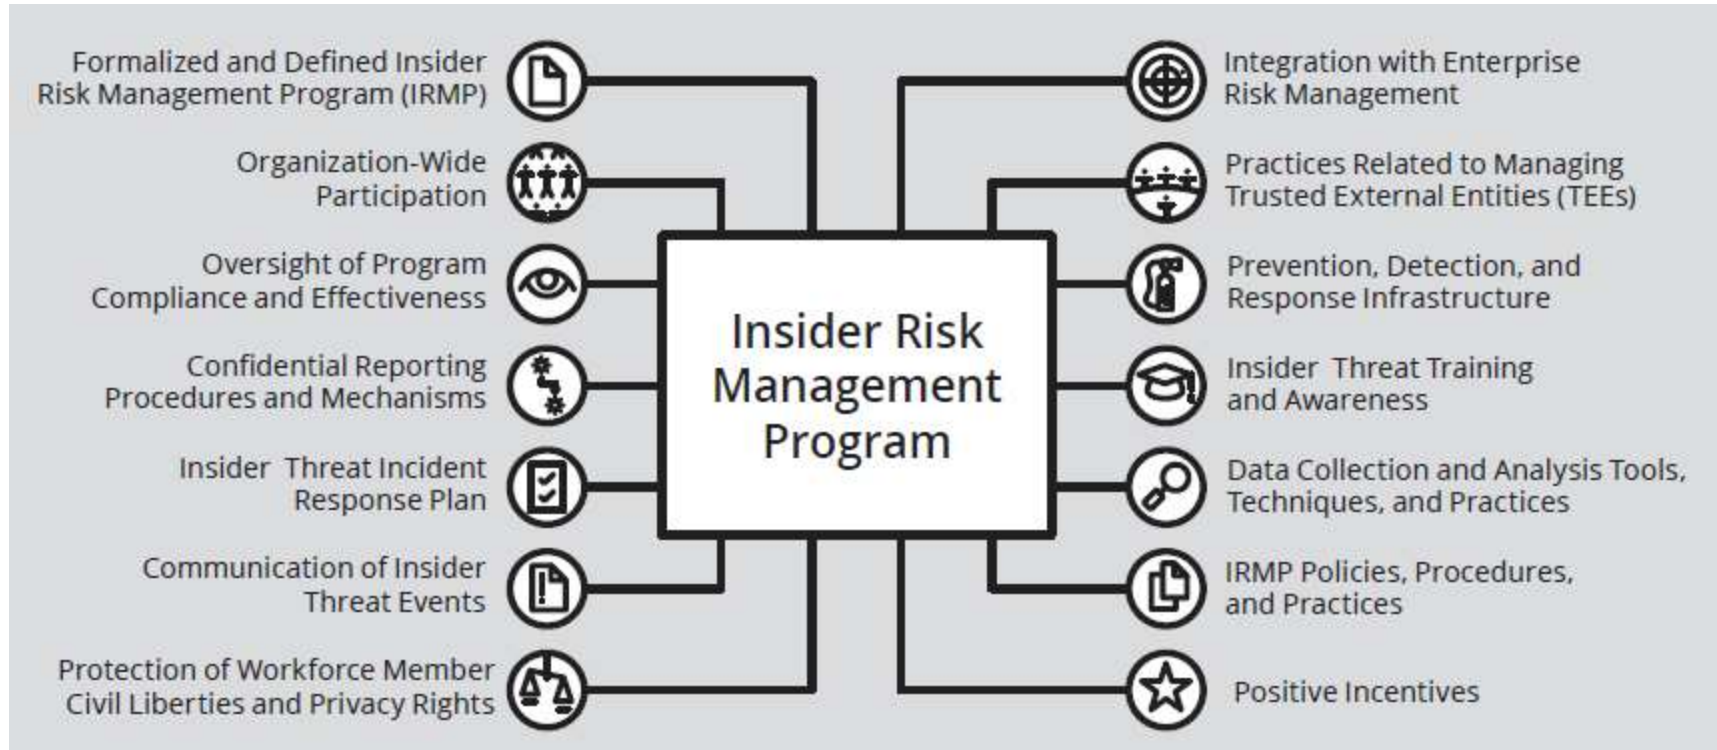 Formalized and Defined Insider
Risk Management Program (IRMP)
Organization-Wide
Participation
Oversight of Program
Compliance and Effectiveness
Confidential Reporting
Procedures and Mechanisms
Insider Threat Incident
Response Plan
Communication of Insider
Threat Events
Protection of Workforce Member
Civil Liberties and Privacy Rights
Insider Risk
Management
Program
Integration with Enterprise
Risk Management
Practices Related to Managing
Trusted External Entities (TEEs)
Prevention, Detection, and
Response Infrastructure
Insider Threat Training
and Awareness
Data Collection and Analysis Tools,
Techniques, and Practices
IRMP Policies, Procedures,
and Practices
Positive Incentives